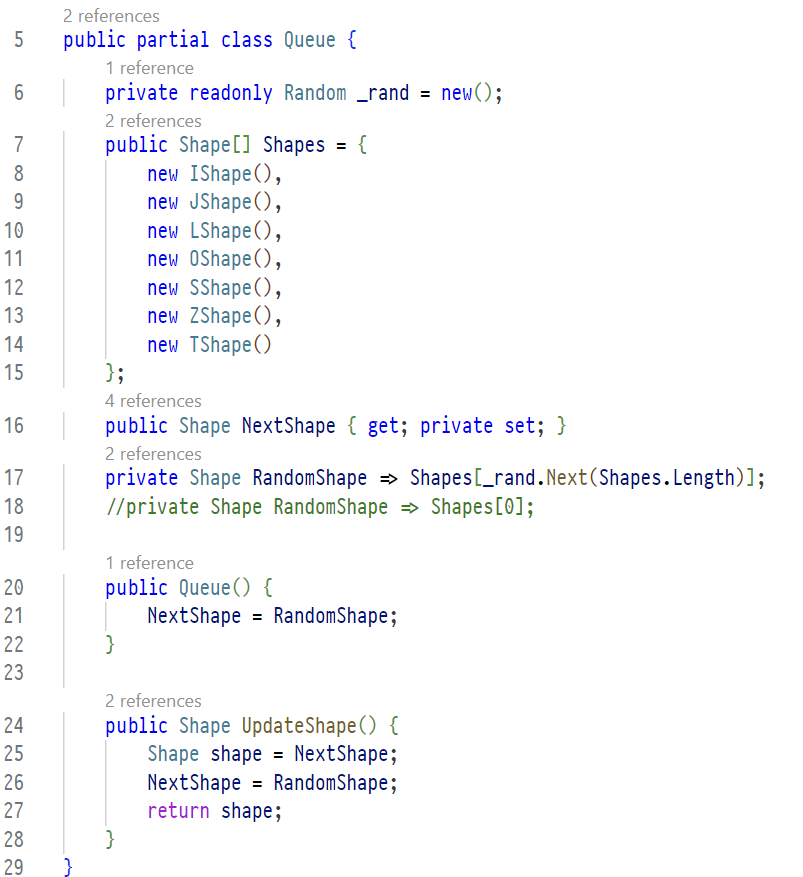 2 references
5 public partial class Queue {
1 reference
6 private readonly Random _rand = new();
2 references
7 public Shape[] Shapes = {
8 new IShape(),
9 new JShape(),
10 new LShape(),
11 new OShape(),
12 new SShape(),
13 new ZShape(),
14 new TShape()
15 };
4 references
16 public Shape NextShape { get; private set; }
2 references
17 private Shape RandomShape => Shapes[_rand.Next(Shapes.Length)];
18 //private Shape RandomShape => Shapes[0];
19
1 reference
20 public Queue() {
21 NextShape = RandomShape;
22 }
23
2 references
24 public Shape UpdateShape() {
25 Shape shape = NextShape;
26 NextShape = RandomShape;
27 return shape;
28 }
29 }